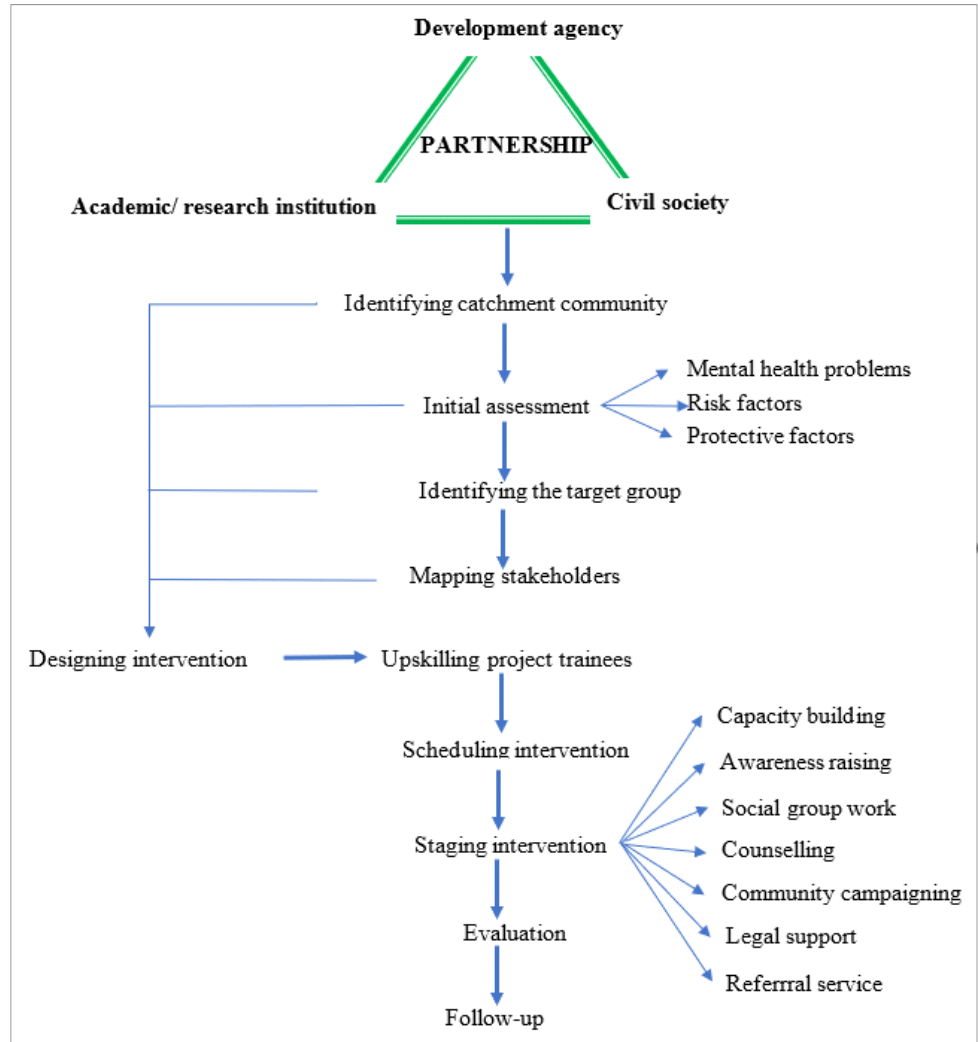 Development agency
PARTNERSHIP
Academic/ research institution
Civil society
Identifying catchment community
Initial assessment
Mental health problems
Risk factors
Protective factors
Identifying the target group
Mapping stakeholders
Designing intervention
Upskilling project trainees
Scheduling intervention
Staging intervention
Capacity building
Awareness raising
Social group work
Counselling
Community campaigning
Legal support
Referrral service
Evaluation
Follow-up